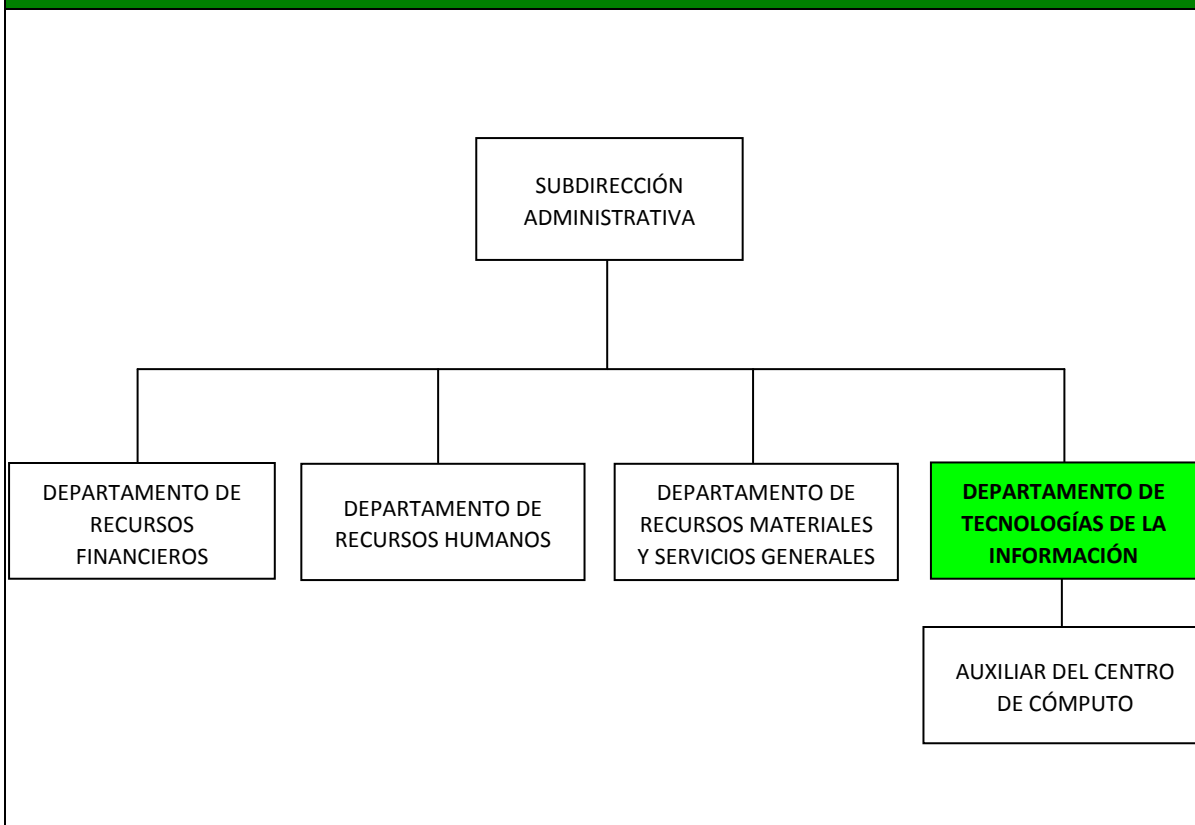 SUBDIRECCIÓN
ADMINISTRATIVA
DEPARTAMENTO DE
RECURSOS
FINANCIEROS
DEPARTAMENTO DE
RECURSOS HUMANOS
DEPARTAMENTO DE
RECURSOS MATERIALES
Y SERVICIOS GENERALES
DEPARTAMENTO DE
TECNOLOGÍAS DE LA
INFORMACIÓN
AUXILIAR DEL CENTRO
DE CÓMPUTO